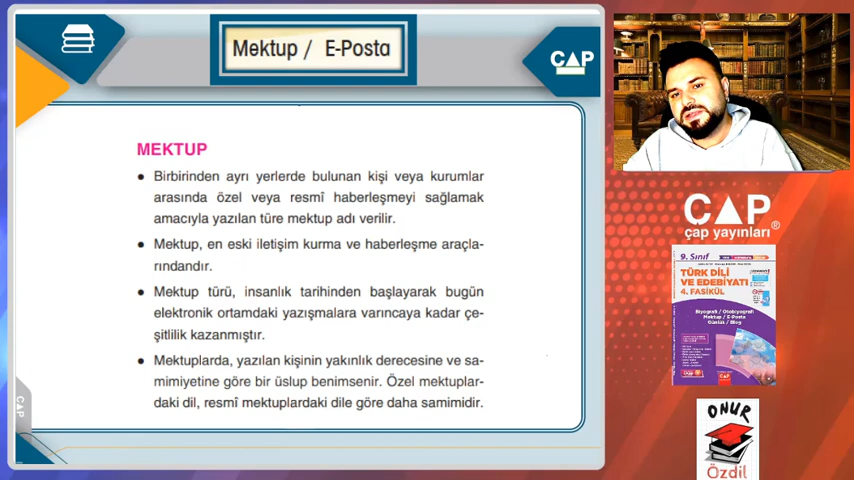 Mektup / E-Posta
ÇAP
MEKTUP
● Birbirinden ayrı yerlerde bulunan kişi veya kurumlar
arasında özel veya resmî haberleşmeyi sağlamak
amacıyla yazılan türe mektup adı verilir.
● Mektup, en eski iletişim kurma ve haberleşme araçla-
rındandır.
● Mektup türü, insanlık tarihinden başlayarak bugün
elektronik ortamdaki yazışmalara varıncaya kadar çe-
şitlilik kazanmıştır.
● Mektuplarda, yazılan kişinin yakınlık derecesine ve sa-
mimiyetine göre bir üslup benimsenir. Özel mektuplar-
daki dil, resmî mektuplardaki dile göre daha samimidir.
ÇAP
ÇAP
çap yayınları®
9. Sınıf
TÜRK DİLİ
VE EDEBİYATI
4. FASİKÜL
Biyografi / Otobiyografi
Mektup / E-Posta
Günlük / Blog
ONUR
Özdil